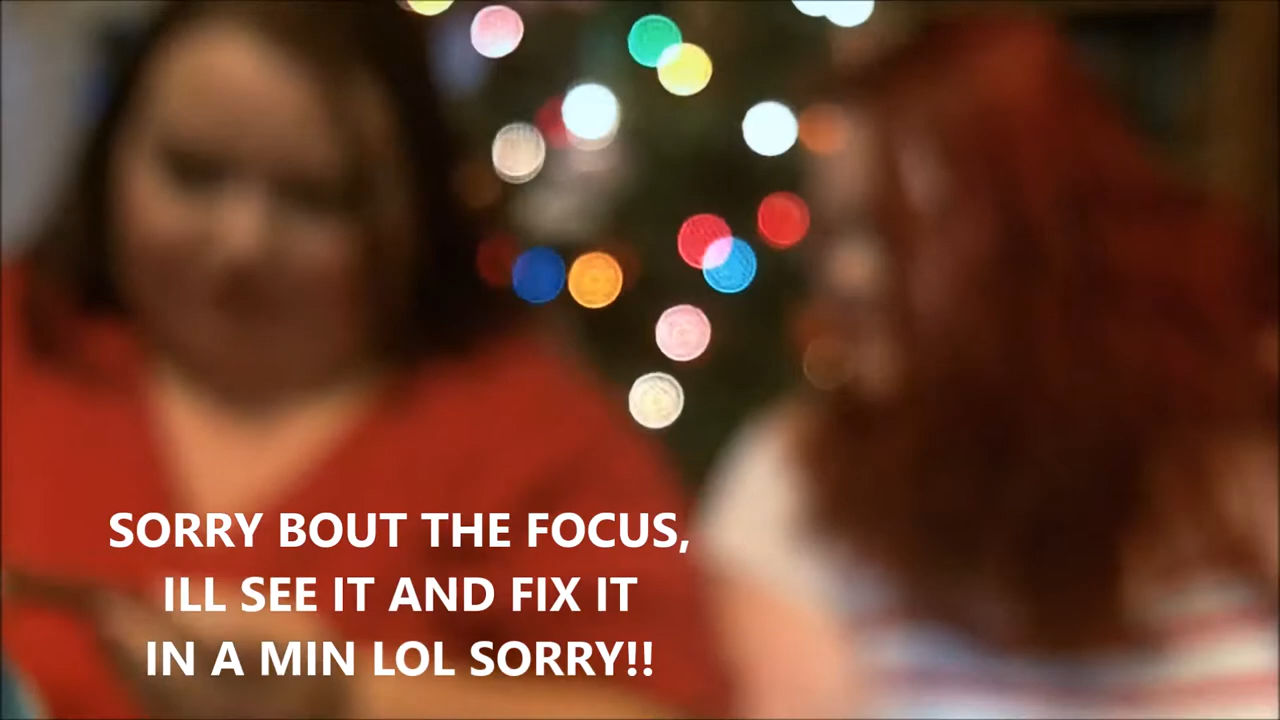 SORRY BOUT THE FOCUS,
ILL SEE IT AND FIX IT
IN A MIN LOL SORRY!!